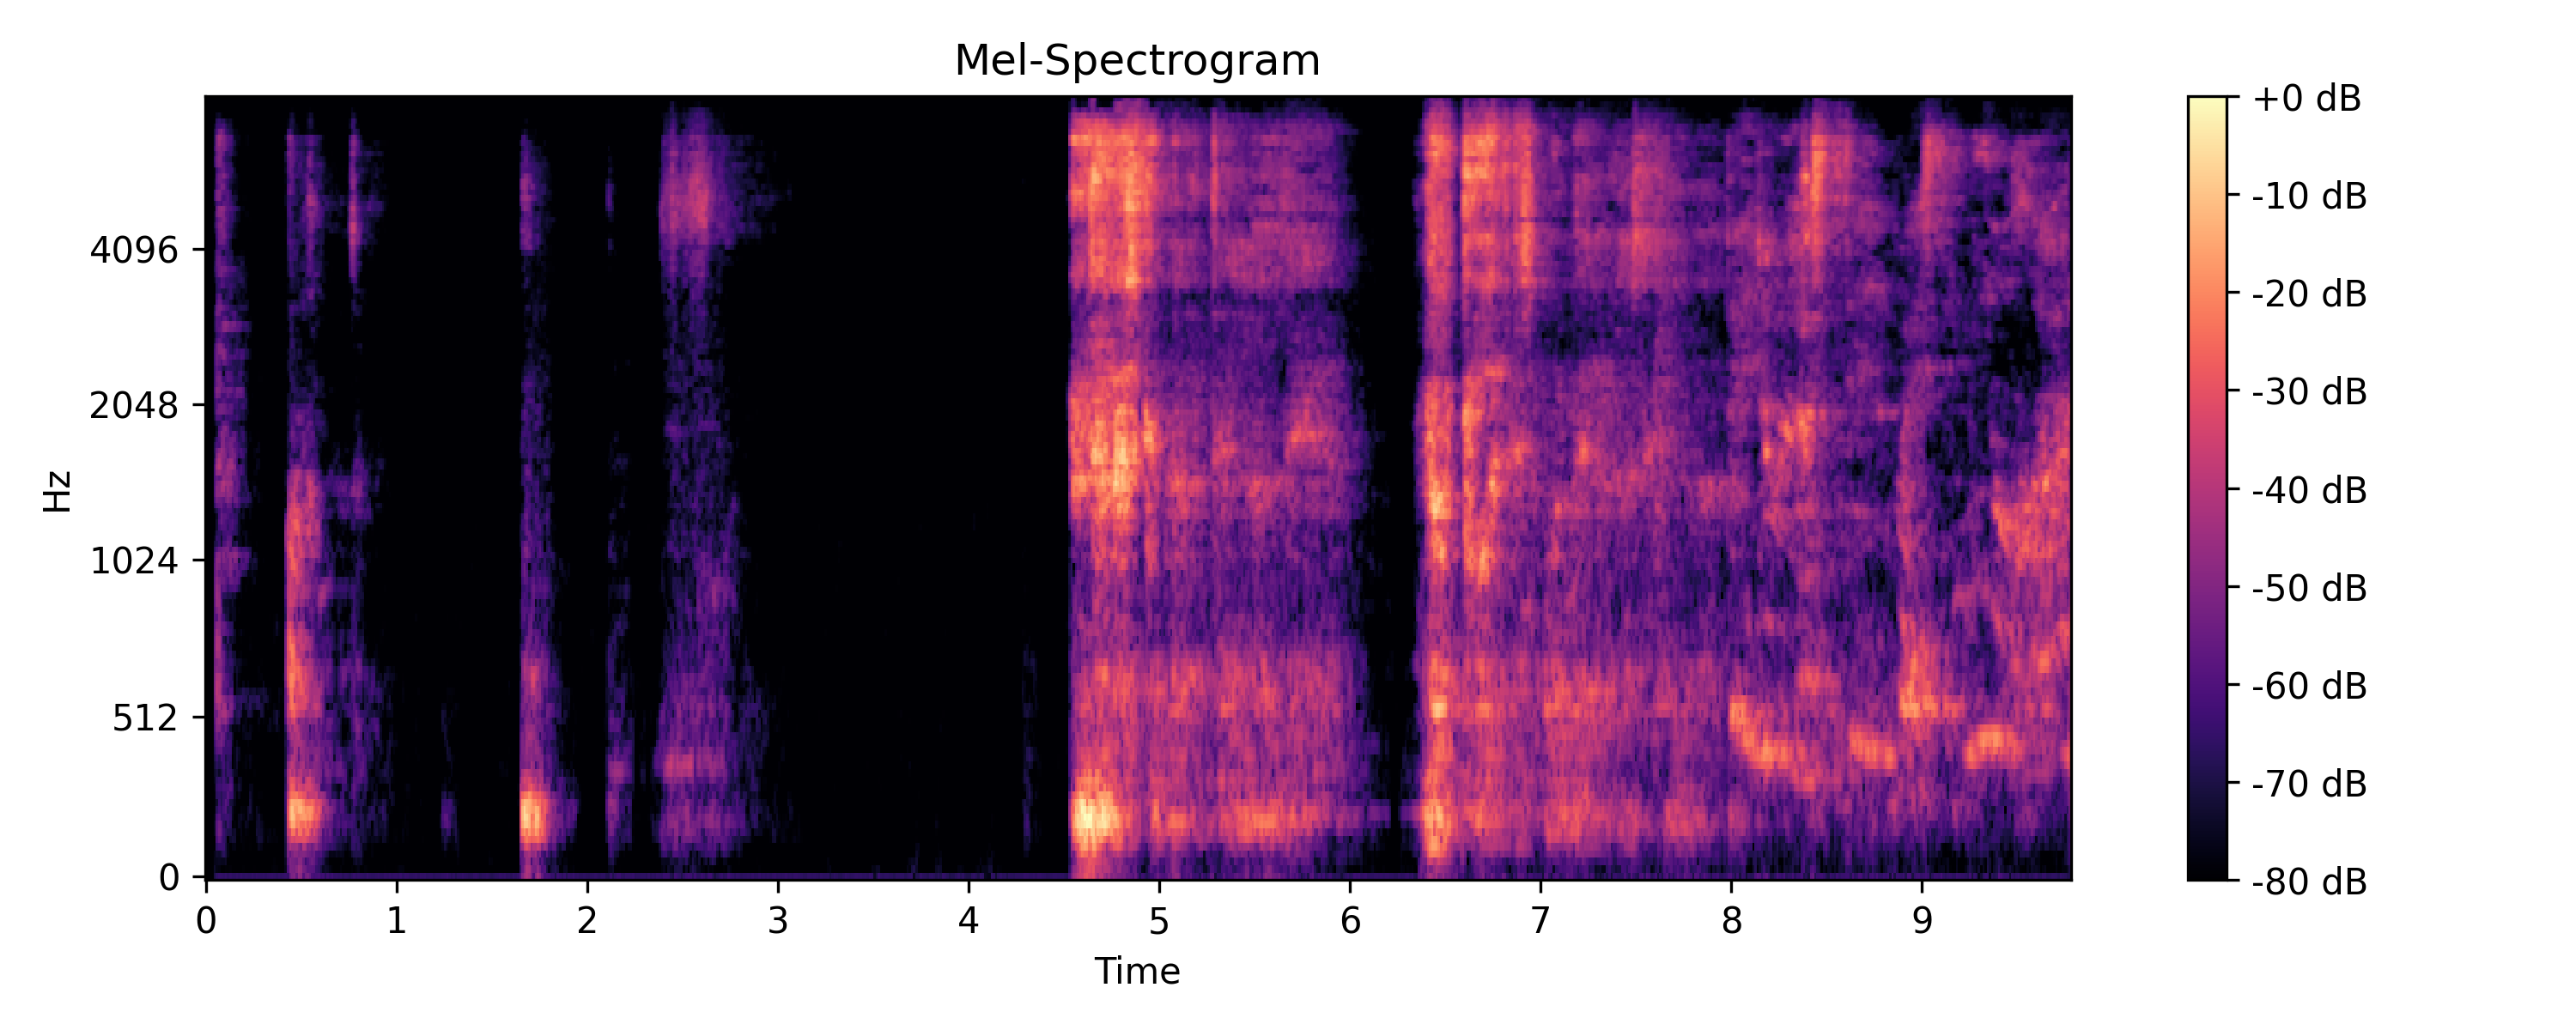 Mel-Spectrogram
+0 dB
-10 dB
-20 dB
-30 dB
-40 dB
-50 dB
-60 dB
-70 dB
-80 dB
Hz
4096
2048
1024
512
0
0 1 2 3 4 5 6 7 8 9
Time